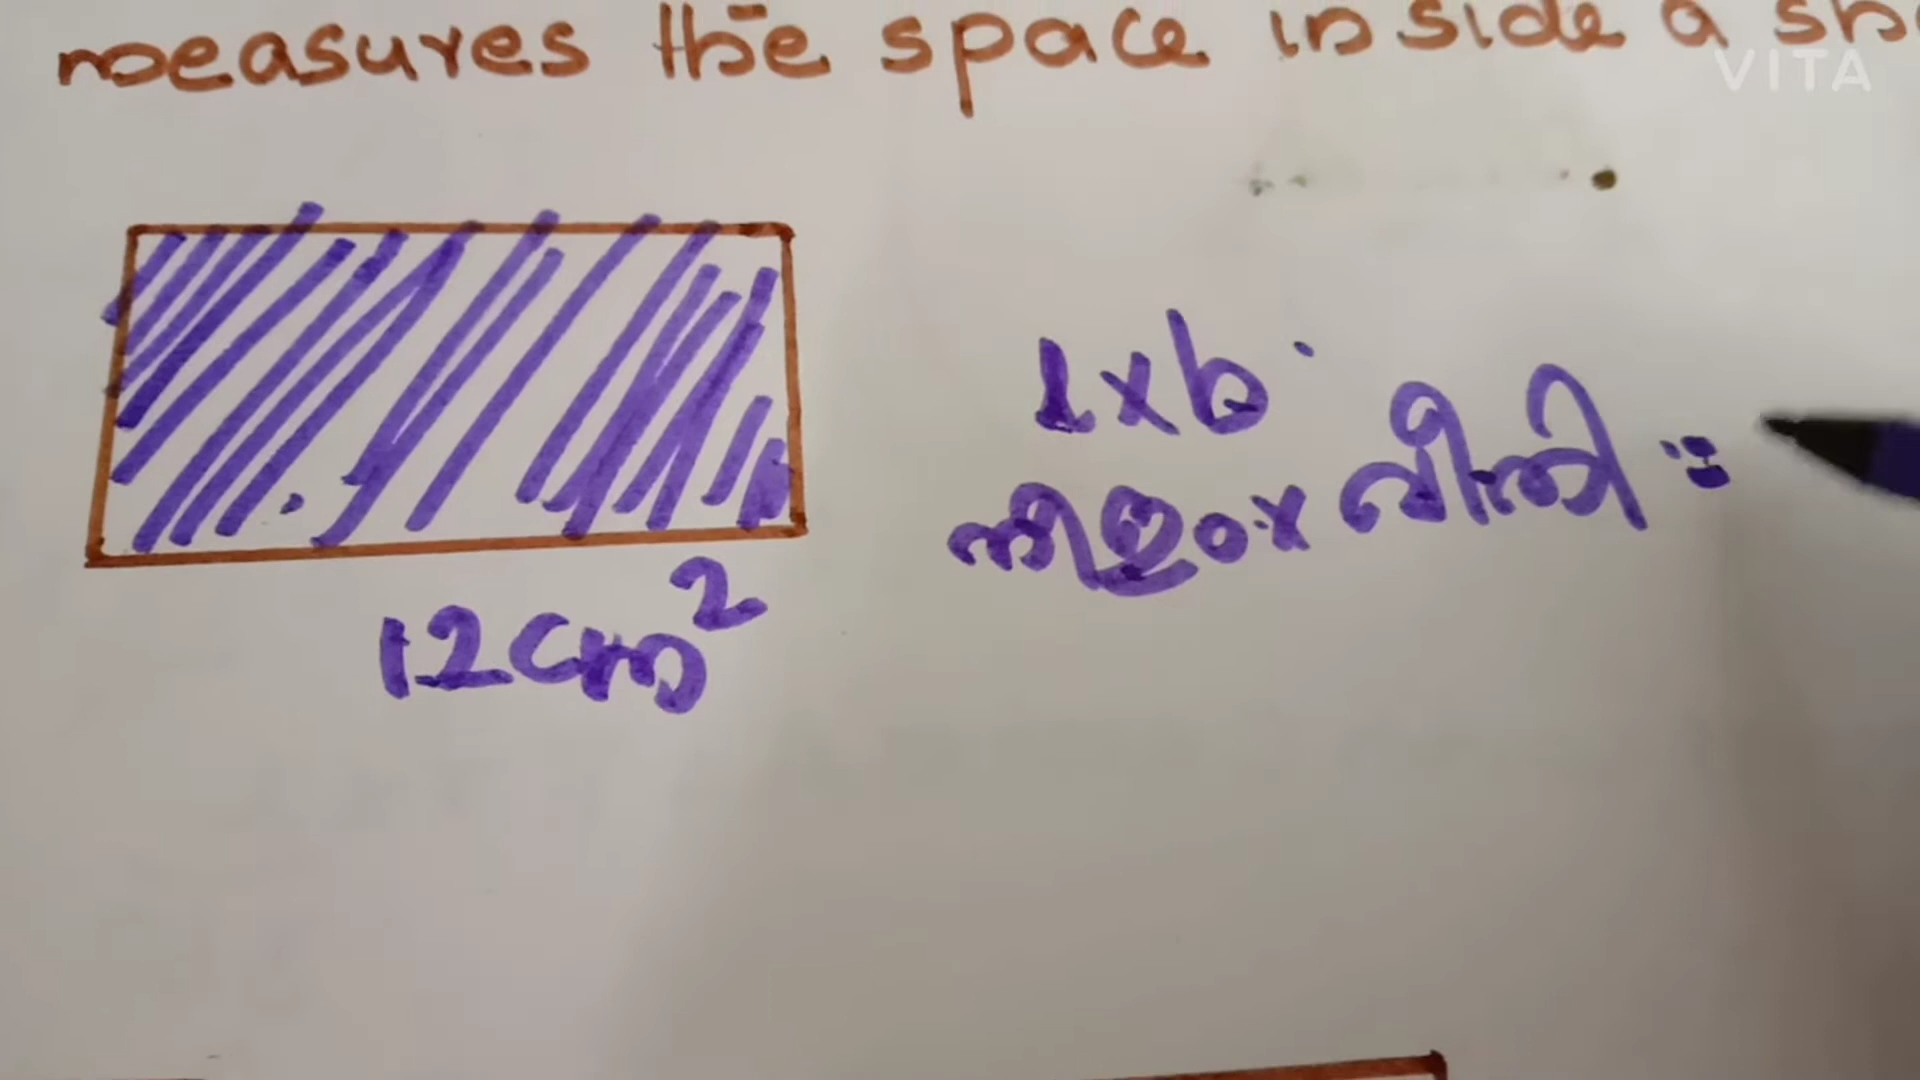 measures the space inside a sh
VITA
l x b
നീളം x വീതി =
12cm²